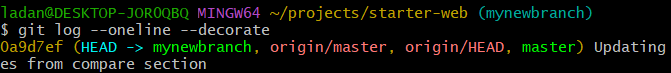 ladan@DESKTOP-JOROQBQ MINGW64 ~/projects/starter-web (mynewbranch)
$ git log --oneline --decorate
0a9d7ef (HEAD -> mynewbranch, origin/master, origin/HEAD, master) Updating
es from compare section